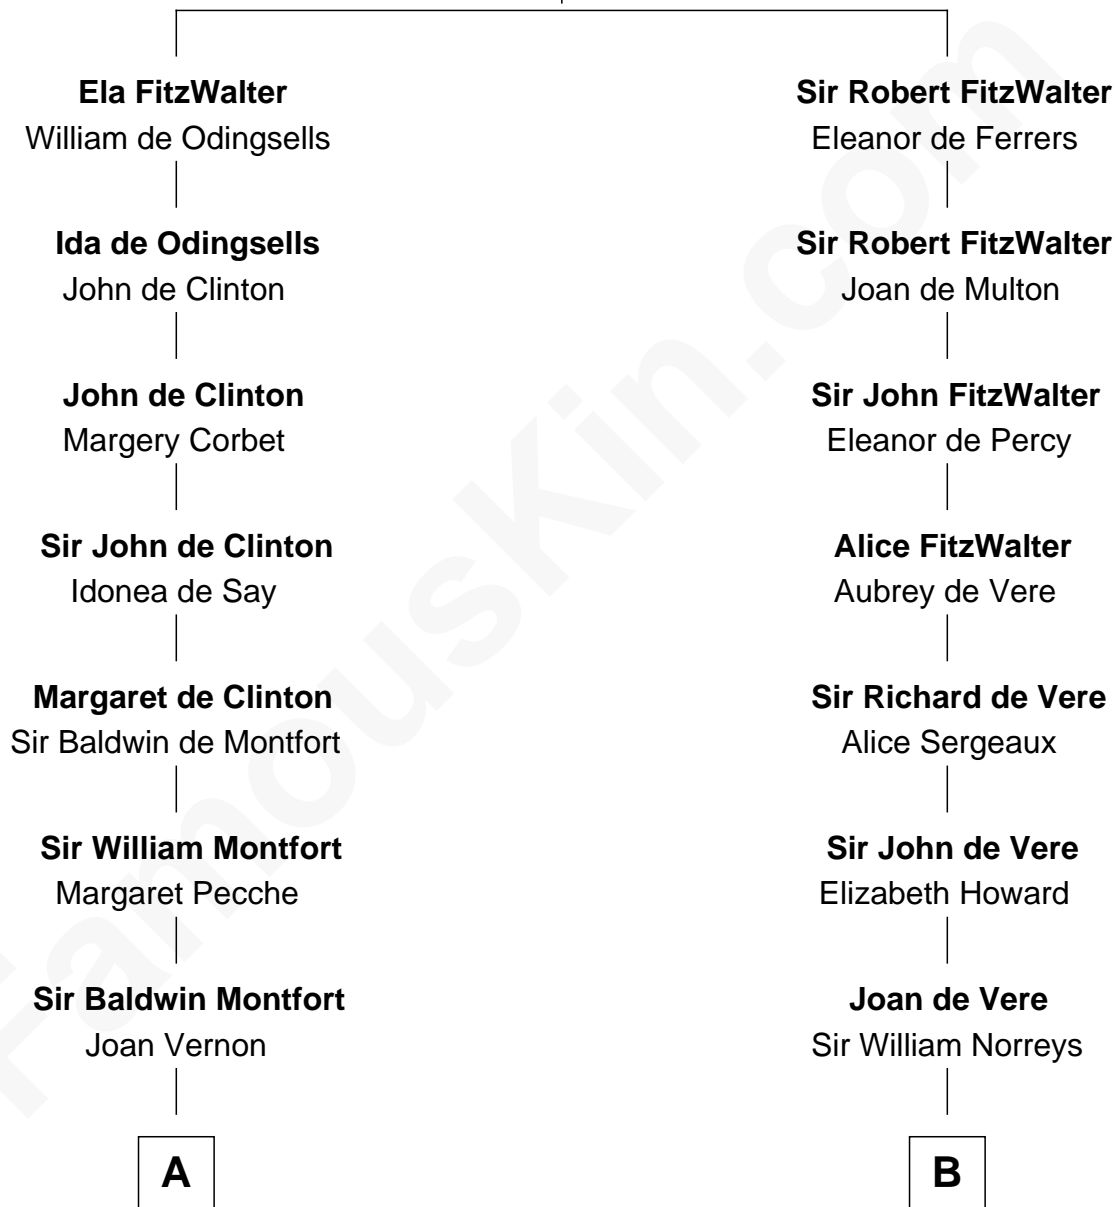 Ela FitzWalter
William de Odingsells
Ida de Odingsells
John de Clinton
John de Clinton
Margery Corbet
Sir John de Clinton
Idonea de Say
Margaret de Clinton
Sir Baldwin de Montfort
Sir William Montfort
Margaret Pecche
Sir Baldwin Montfort
Joan Vernon
A
Sir Robert FitzWalter
Eleanor de Ferrers
Sir Robert FitzWalter
Joan de Multon
Sir John FitzWalter
Eleanor de Percy
Alice FitzWalter
Aubrey de Vere
Sir Richard de Vere
Alice Sergeaux
Sir John de Vere
Elizabeth Howard
Joan de Vere
Sir William Norreys
B
FamousKin.com